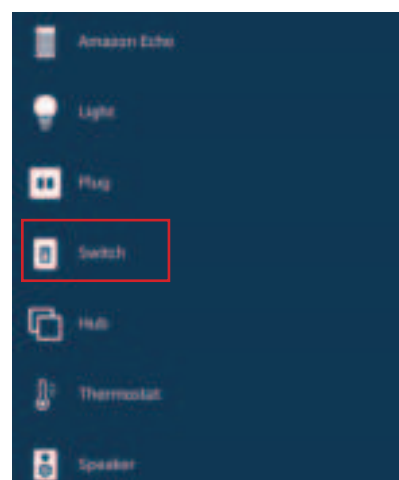 Amazon Echo
Light
Plug
Switch
Hub
Thermostat
Speaker